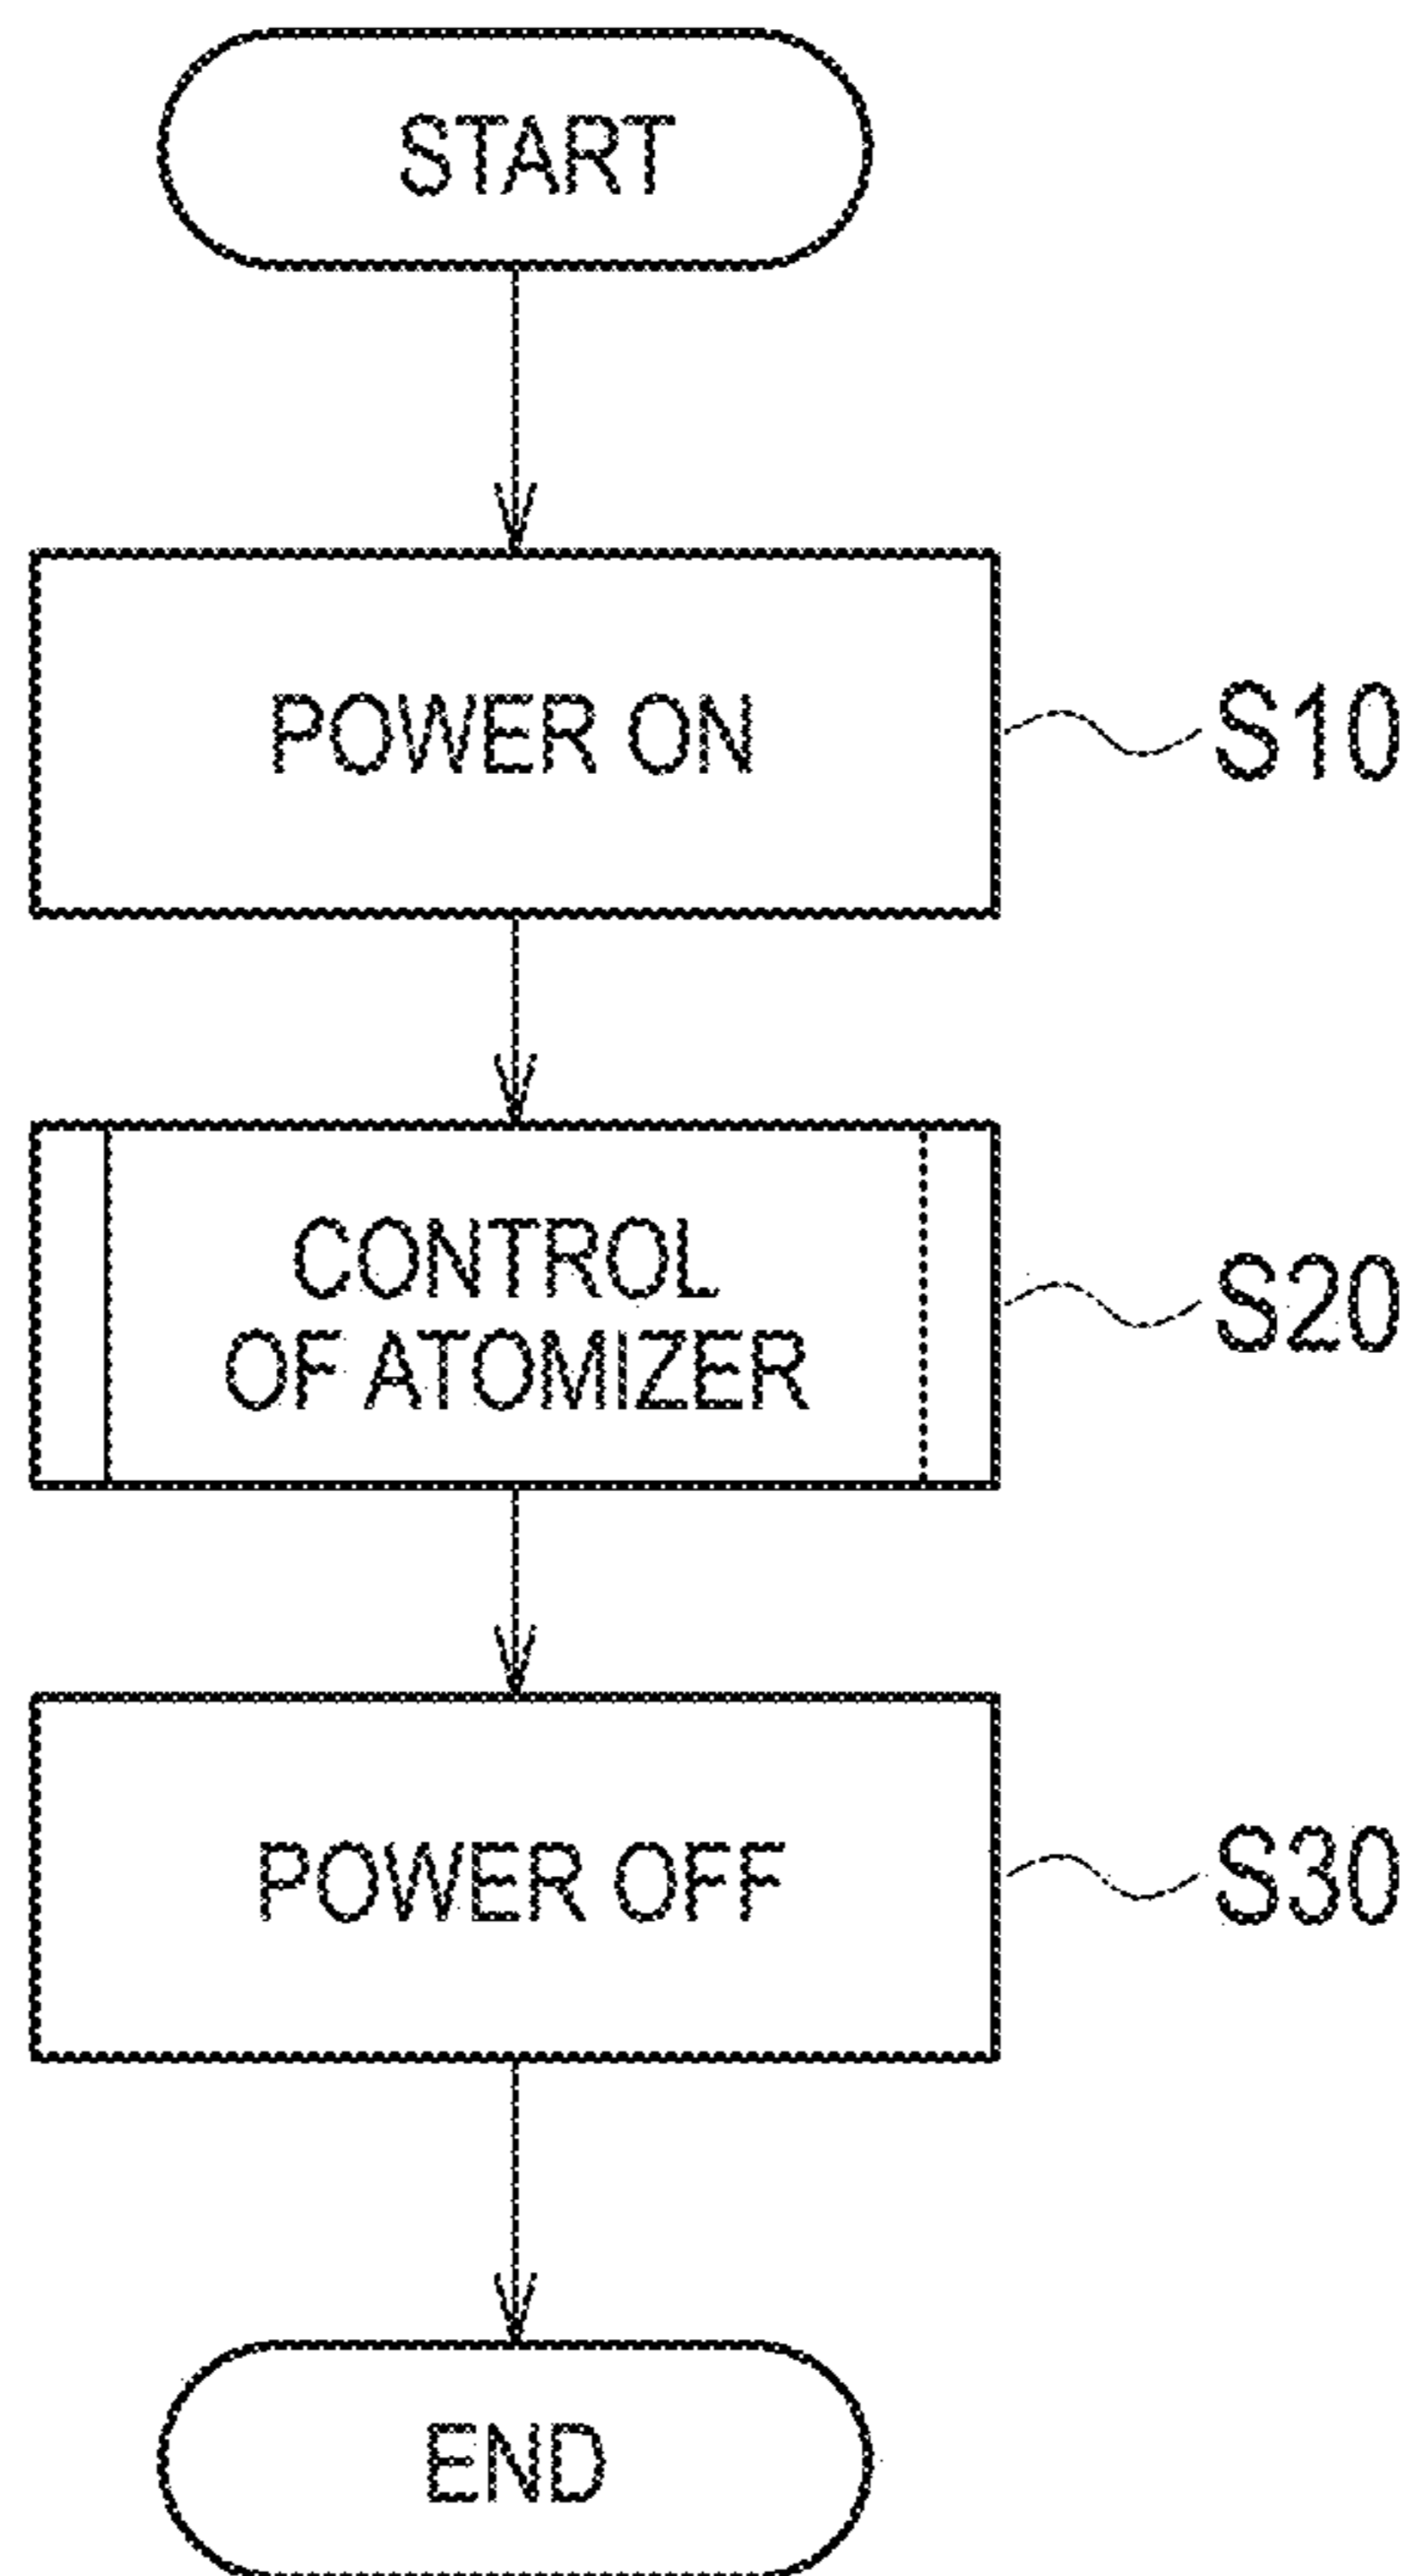 START
POWER ON
S10
CONTROL
OF ATOMIZER
S20
POWER OFF
S30
END